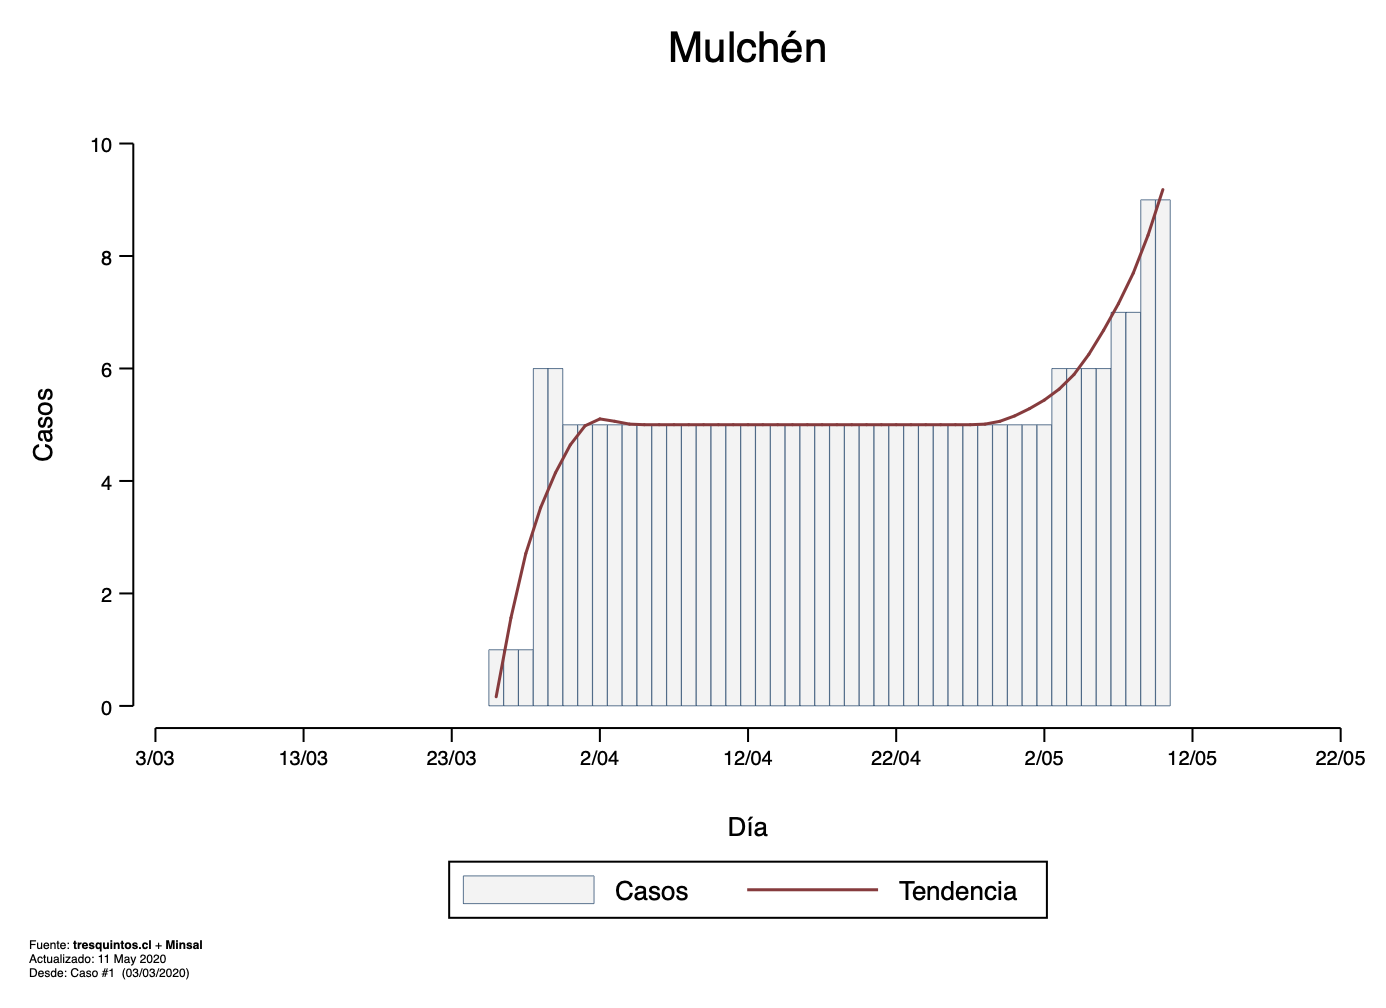 Mulchén
10
8
6
4
2
0
Casos
3/03 13/03 23/03 2/04 12/04 22/04 2/05 12/05 22/05
Día
Casos Tendencia
Fuente: tresquintos.cl + Minsal
Actualizado: 11 May 2020
Desde: Caso #1 (03/03/2020)